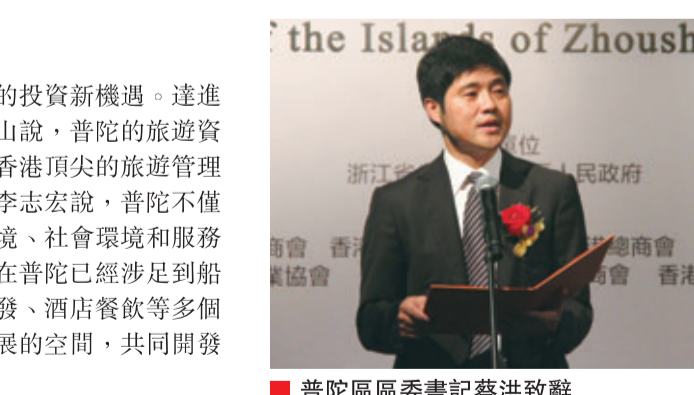 的投資新機遇。達進
山說，普陀的旅遊資
香港頂尖的旅遊管理
李志宏說，普陀不僅
境、社會環境和服務
在普陀已經涉足到船
發、酒店餐飲等多個
展的空間，共同開發
f the Islands of Zhoush
位
浙江省 人民政府
商會 香港 總商會
業協會 商會 香港
普陀區區委書記蔡洪致辭